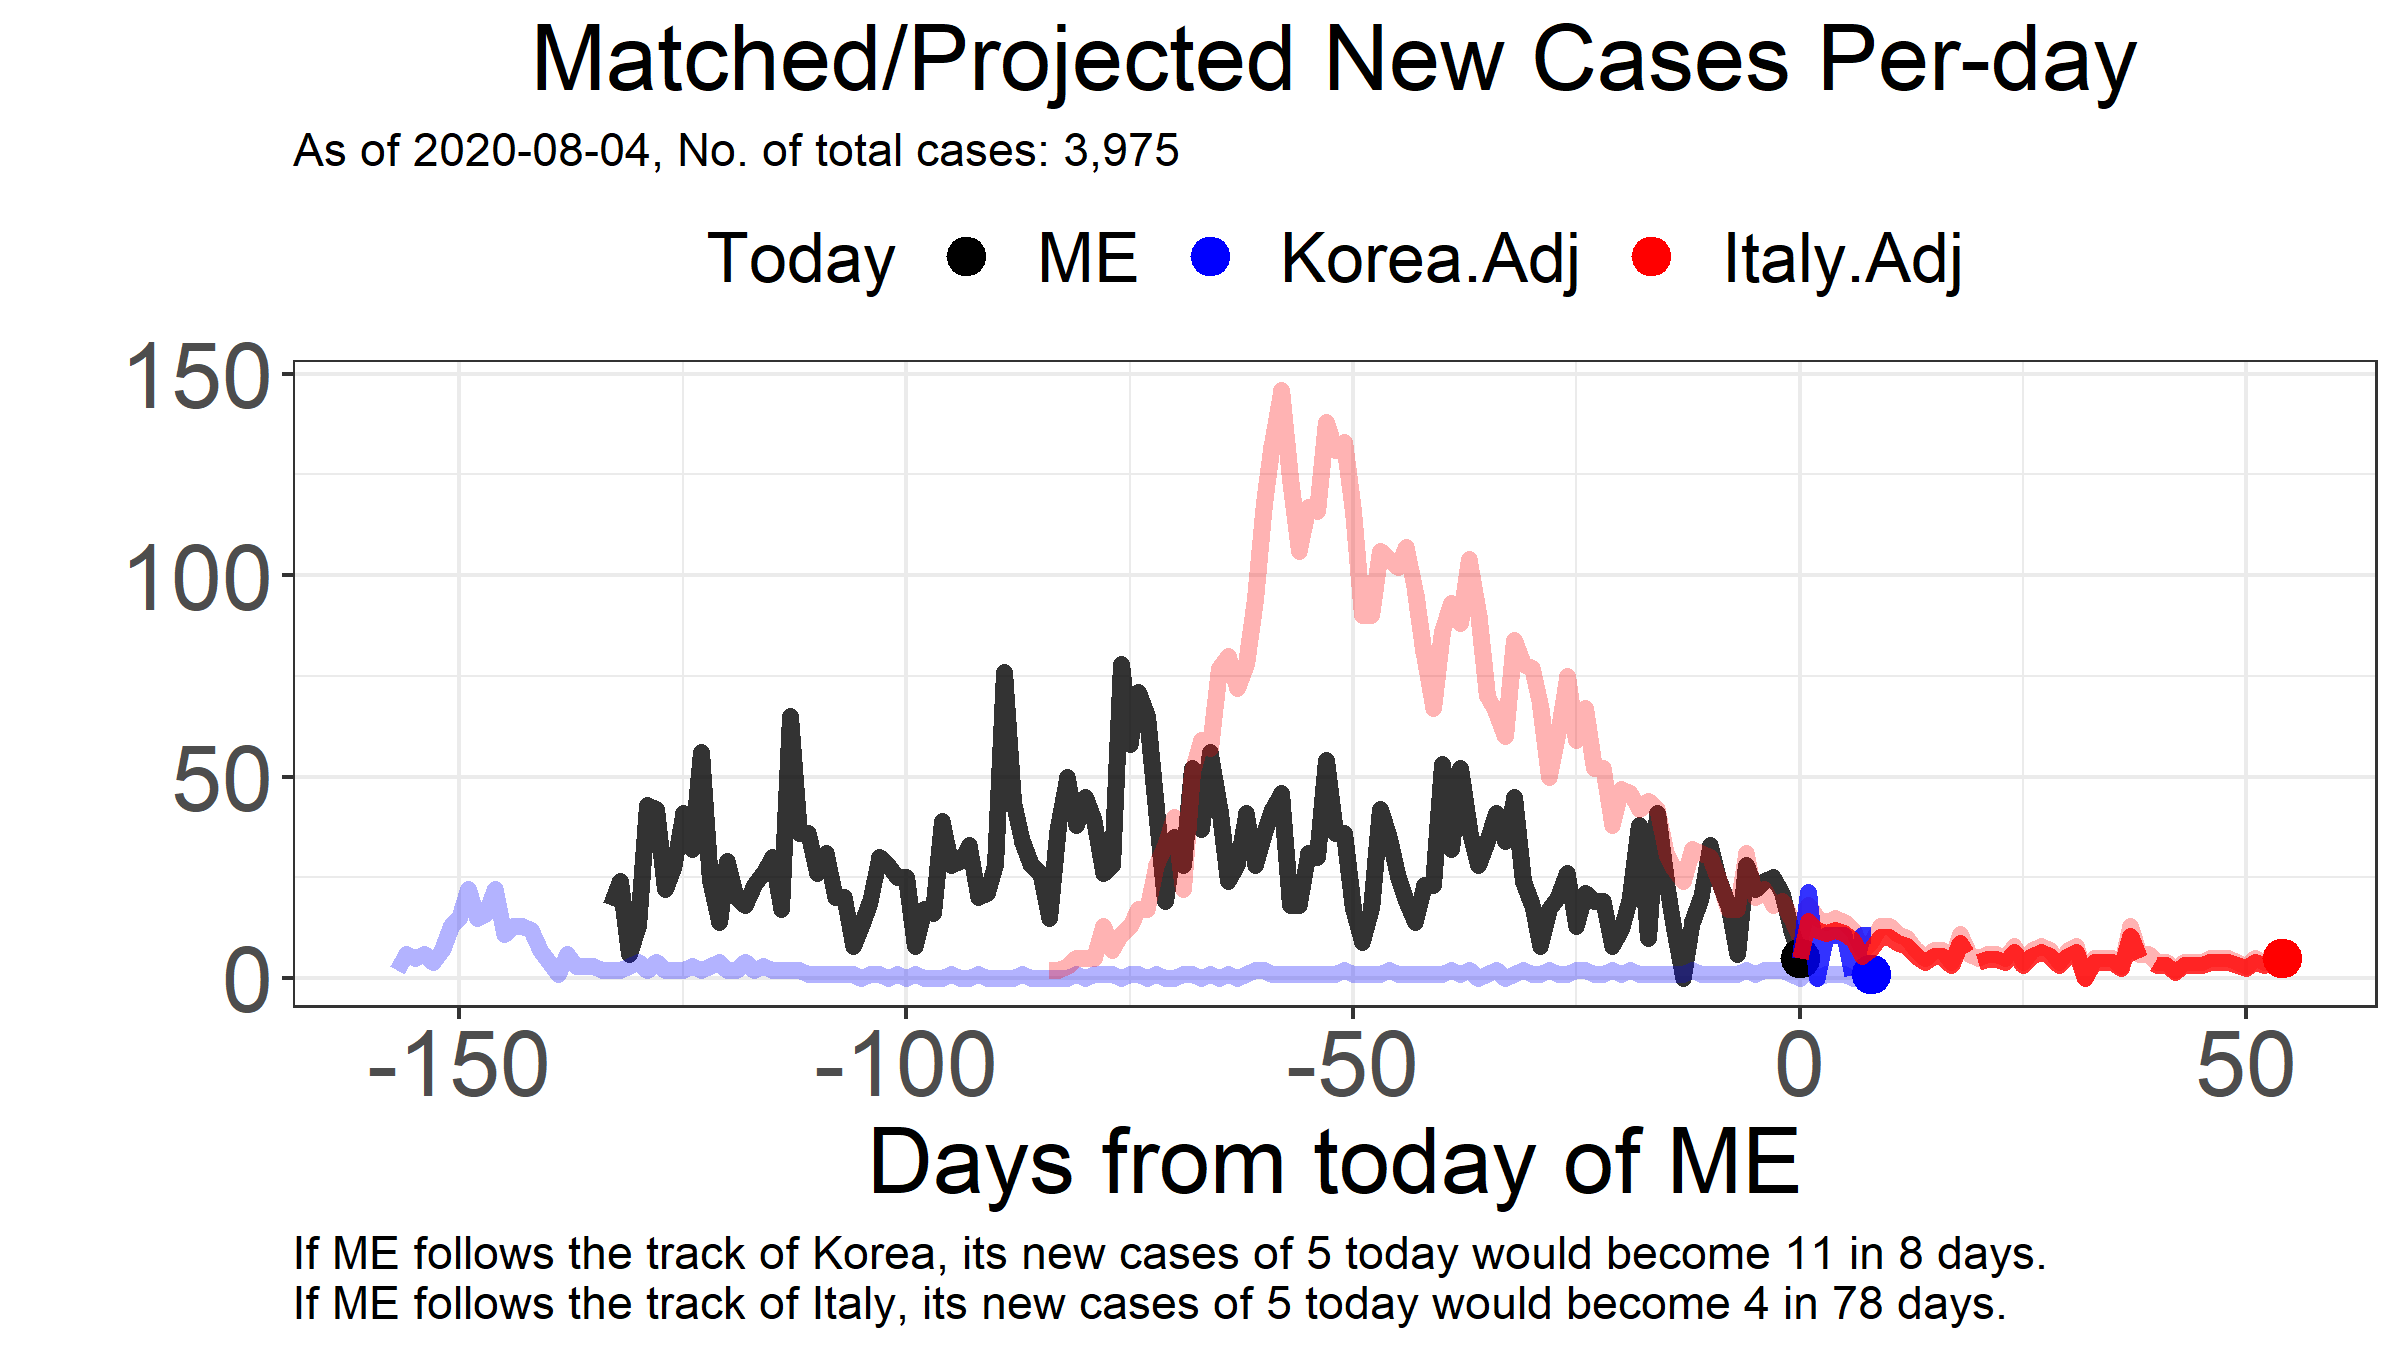 Matched/Projected New Cases Per-day
As of 2020-08-04, No. of total cases: 3,975
Today ME Korea.Adj Italy.Adj
150
100
50
0
-150 -100 -50 0 50
Days from today of ME
If ME follows the track of Korea, its new cases of 5 today would become 11 in 8 days.
If ME follows the track of Italy, its new cases of 5 today would become 4 in 78 days.